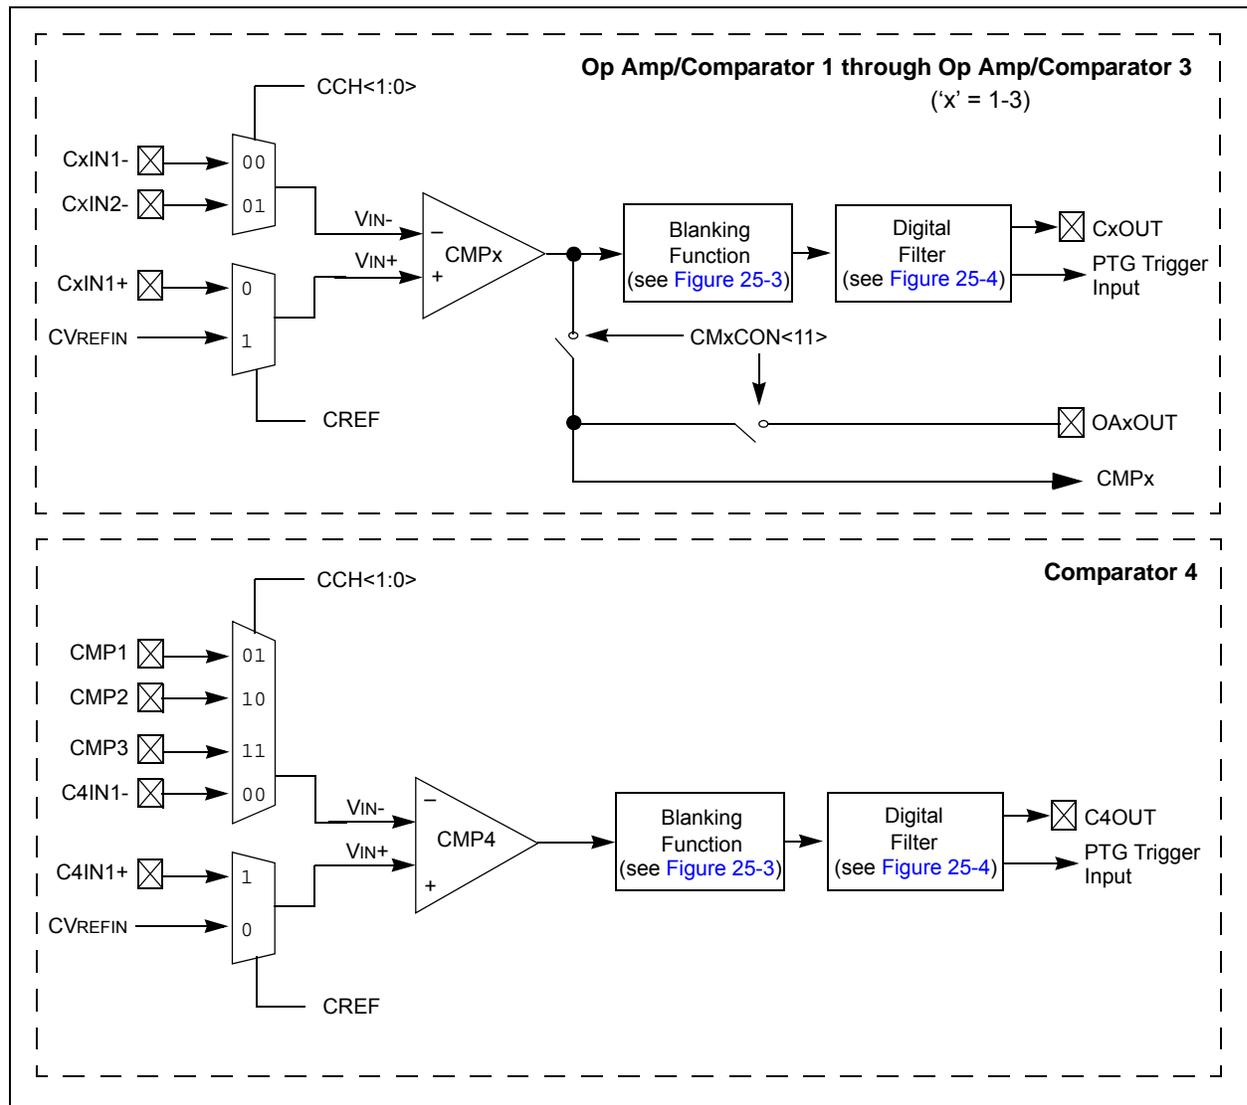 Op Amp/Comparator 1 through Op Amp/Comparator 3
('x' = 1-3)
CCH<1:0>
CxIN1-
00
CxIN2-
01
VIN-
–
CMPx
VIN+
+
CxIN1+
0
CVREFIN
1
CREF
Blanking
Function
(see Figure 25-3)
Digital
Filter
(see Figure 25-4)
CxOUT
PTG Trigger
Input
CMxCON<11>
OAxOUT
CMPx
Comparator 4
CCH<1:0>
CMP1
01
CMP2
10
CMP3
11
C4IN1-
00
VIN-
–
CMP4
VIN+
+
C4IN1+
1
CVREFIN
0
CREF
Blanking
Function
(see Figure 25-3)
Digital
Filter
(see Figure 25-4)
C4OUT
PTG Trigger
Input